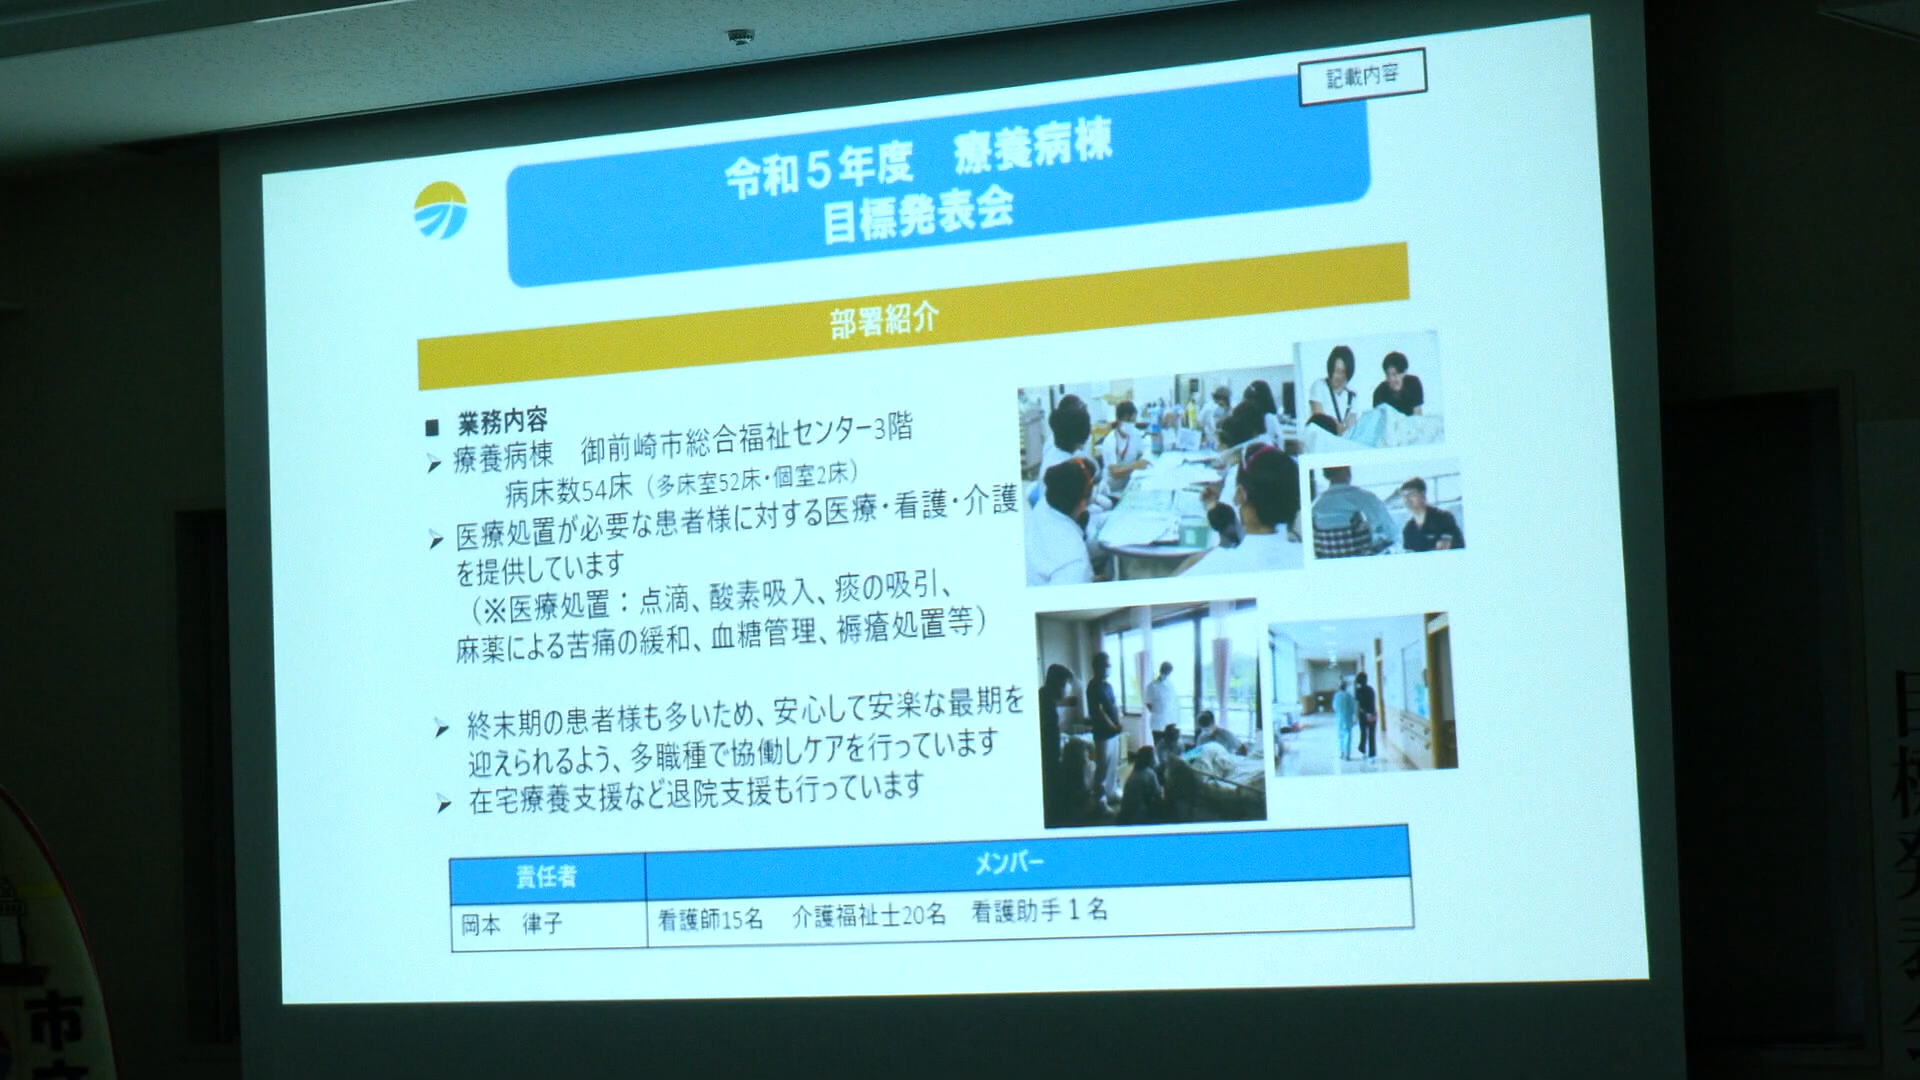 記載内容
令和５年度　療養病棟
目標発表会
部署紹介
■ 業務内容
➢ 療養病棟　御前崎市総合福祉センター3階
病床数54床（多床室52床・個室2床）
➢ 医療処置が必要な患者様に対する医療・看護・介護
を提供しています
（※医療処置：点滴、酸素吸入、痰の吸引、
麻薬による苦痛の緩和、血糖管理、褥瘡処置等）
➢ 終末期の患者様も多いため、安心して安楽な最期を
迎えられるよう、多職種で協働しケアを行っています
➢ 在宅療養支援など退院支援も行っています
責任者　メンバー
岡本　律子　看護師15名　介護福祉士20名　看護助手１名
市
目標発表会